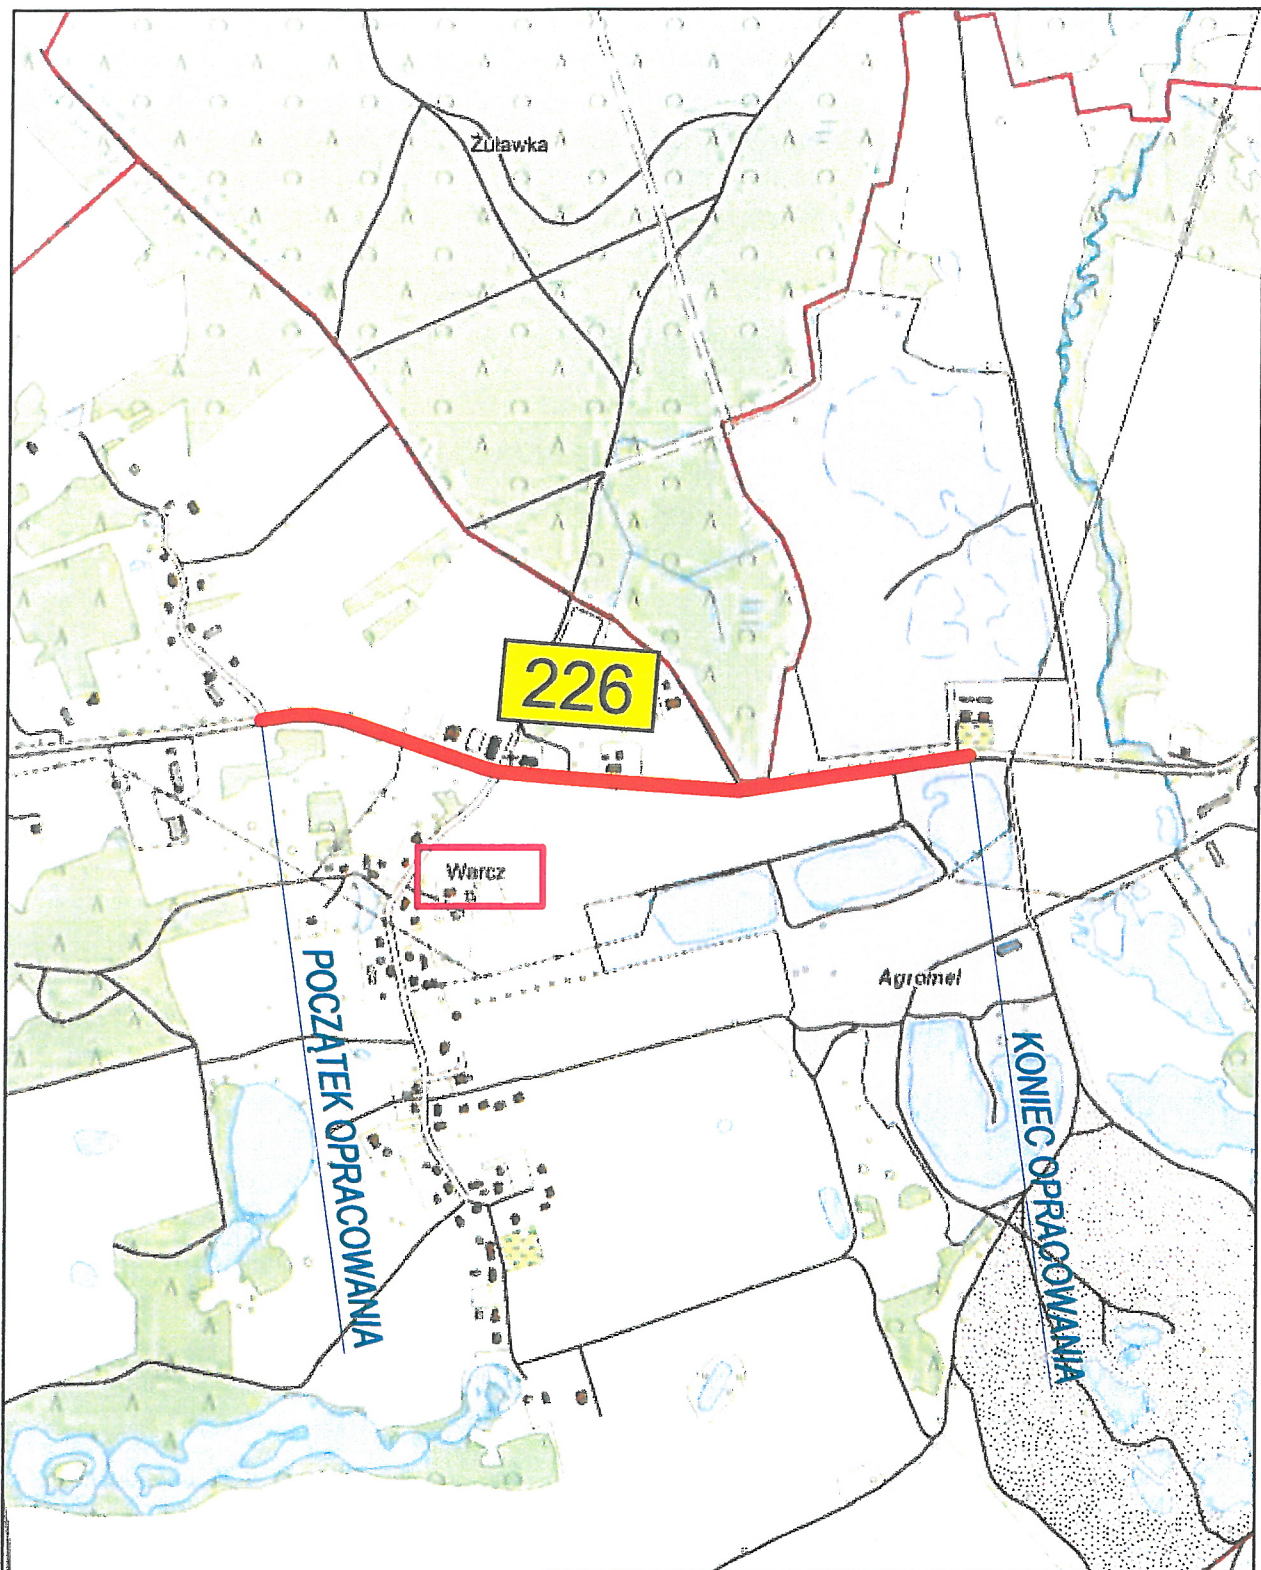 Żuławka
226
Warcz
Agromel
POCZĄTEK OPRACOWANIA
KONIEC OPRACOWANIA